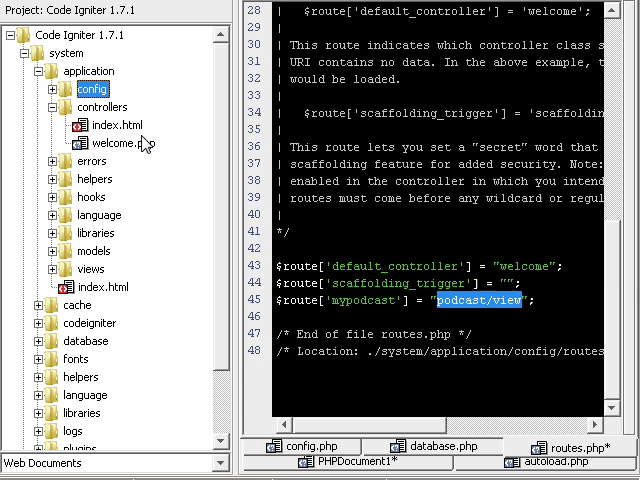 Project: Code Igniter 1.7.1
Code Igniter 1.7.1
system
application
config
controllers
index.html
welcome.php
errors
helpers
hooks
language
libraries
models
views
index.html
cache
codeigniter
database
fonts
helpers
language
libraries
logs
plugins
Web Documents
28 | $route['default_controller'] = 'welcome';
29 |
30 | This route indicates which controller class s
31 | URI contains no data. In the above example, t
32 | would be loaded.
33 |
34 | $route['scaffolding_trigger'] = 'scaffoldin
35 |
36 | This route lets you set a "secret" word that
37 | scaffolding feature for added security. Note:
38 | enabled in the controller in which you intend
39 | routes must come before any wildcard or regul
40 |
41 */
42
43 $route['default_controller'] = "welcome";
44 $route['scaffolding_trigger'] = "";
45 $route['mypodcast'] = "podcast/view";
46
47 /* End of file routes.php */
48 /* Location: ./system/application/config/routes
config.php
database.php
routes.php*
PHPDocument1*
autoload.php